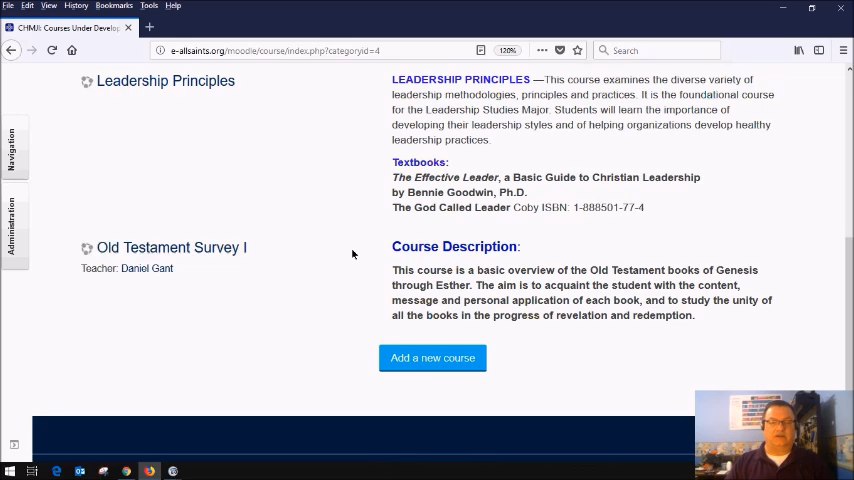 File Edit View History Bookmarks Tools Help
CHMJI: Courses Under Develop
e-allsaints.org/moodle/course/index.php?categoryid=4
120%
Search
Leadership Principles
LEADERSHIP PRINCIPLES —This course examines the diverse variety of
leadership methodologies, principles and practices. It is the foundational course
for the Leadership Studies Major. Students will learn the importance of
developing their leadership styles and of helping organizations develop healthy
leadership practices.
Textbooks:
The Effective Leader, a Basic Guide to Christian Leadership
by Bennie Goodwin, Ph.D.
The God Called Leader Coby ISBN: 1-888501-77-4
Navigation
Administration
Old Testament Survey I
Teacher: Daniel Gant
Course Description:
This course is a basic overview of the Old Testament books of Genesis
through Esther. The aim is to acquaint the student with the content,
message and personal application of each book, and to study the unity of
all the books in the progress of revelation and redemption.
Add a new course